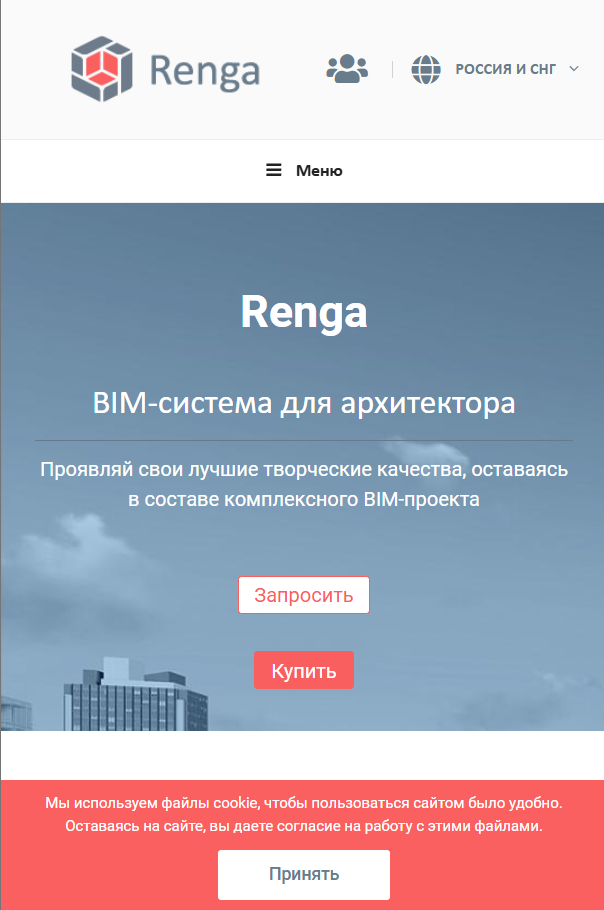 Renga
РОССИЯ И СНГ
Меню
Renga
BIM-система для архитектора
Проявляй свои лучшие творческие качества, оставаясь
в составе комплексного BIM-проекта
Запросить
Купить
Мы используем файлы cookie, чтобы пользоваться сайтом было удобно.
Оставаясь на сайте, вы даете согласие на работу с этими файлами.
Принять